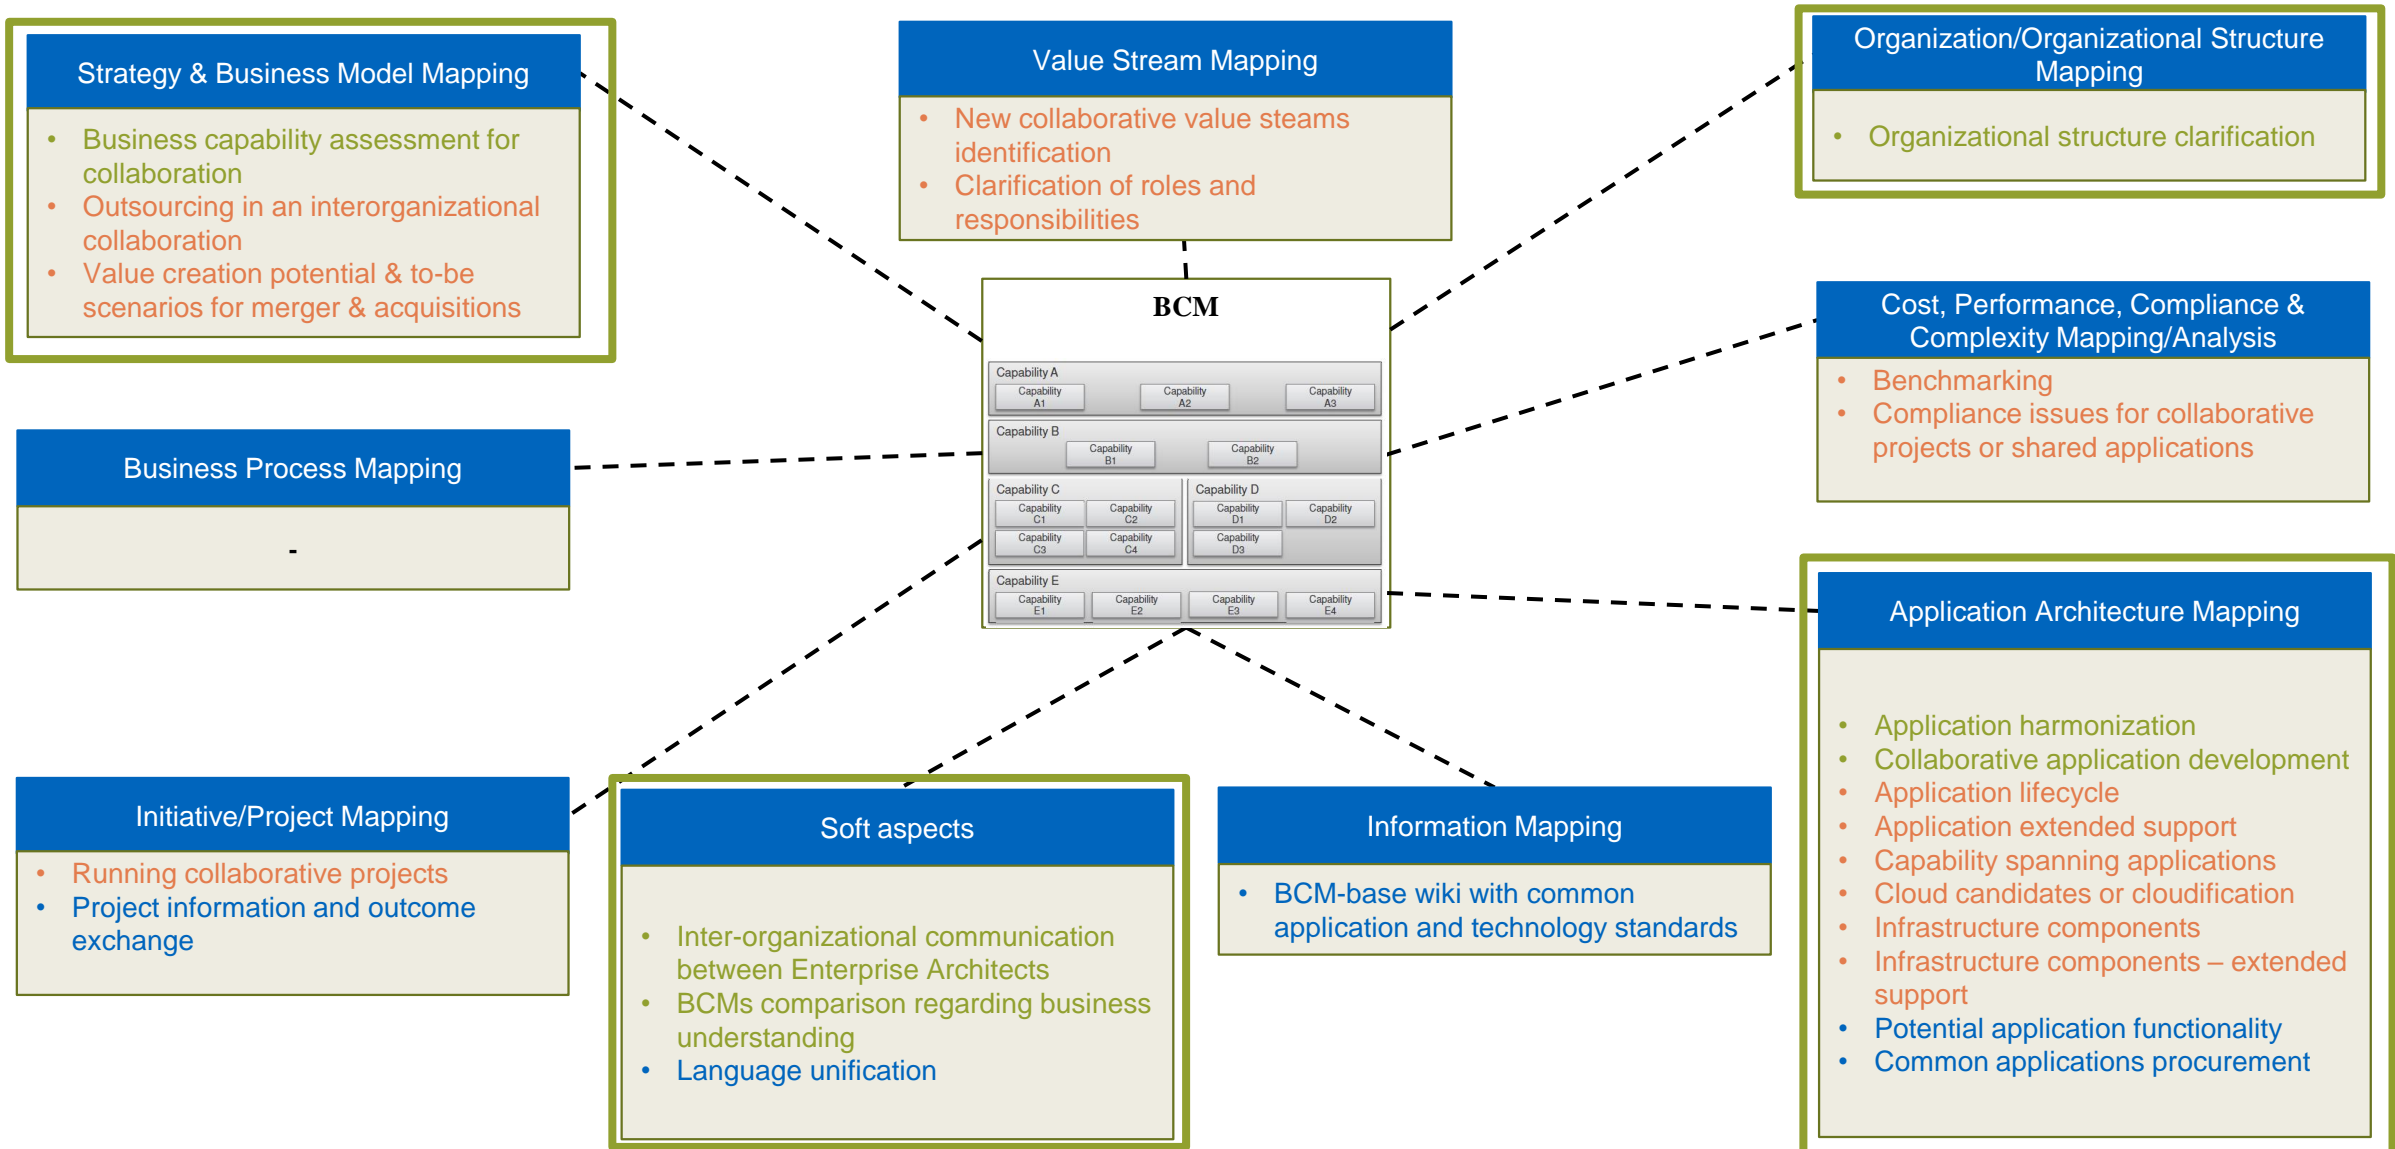 Strategy & Business Model Mapping
• Business capability assessment for
collaboration
• Outsourcing in an interorganizational
collaboration
• Value creation potential & to-be
scenarios for merger & acquisitions
Value Stream Mapping
• New collaborative value steams
identification
• Clarification of roles and
responsibilities
Organization/Organizational Structure
Mapping
• Organizational structure clarification
Cost, Performance, Compliance &
Complexity Mapping/Analysis
• Benchmarking
• Compliance issues for collaborative
projects or shared applications
Business Process Mapping
-
BCM
Capability A
Capability
A1
Capability
A2
Capability
A3
Capability B
Capability
B1
Capability
B2
Capability C
Capability
C1
Capability
C2
Capability
C3
Capability
C4
Capability D
Capability
D1
Capability
D2
Capability
D3
Capability E
Capability
E1
Capability
E2
Capability
E3
Capability
E4
Application Architecture Mapping
• Application harmonization
• Collaborative application development
• Application lifecycle
• Application extended support
• Capability spanning applications
• Cloud candidates or cloudification
• Infrastructure components
• Infrastructure components – extended
support
• Potential application functionality
• Common applications procurement
Initiative/Project Mapping
• Running collaborative projects
• Project information and outcome
exchange
Soft aspects
• Inter-organizational communication
between Enterprise Architects
• BCMs comparison regarding business
understanding
• Language unification
Information Mapping
• BCM-base wiki with common
application and technology standards